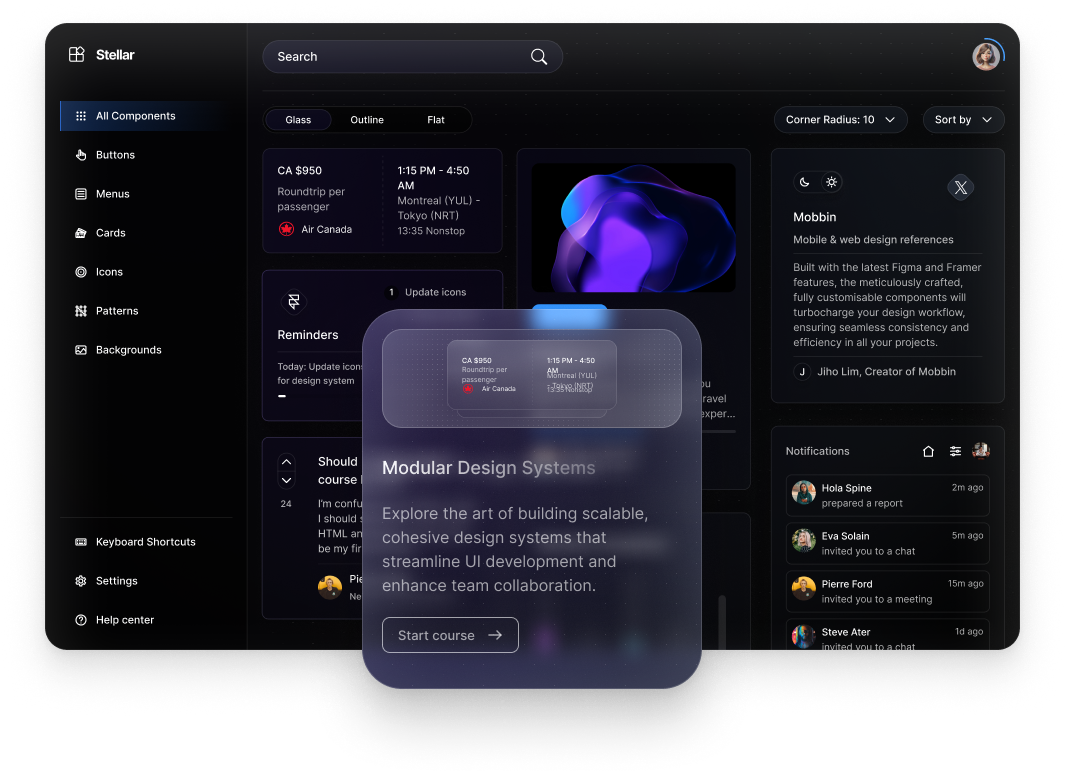 Stellar
Search
All Components
Buttons
Menus
Cards
Icons
Patterns
Backgrounds
Keyboard Shortcuts
Settings
Help center
Glass
Outline
Flat
Corner Radius: 10
Sort by
CA $950
Roundtrip per
passenger
Air Canada
1:15 PM - 4:50
AM
Montreal (YUL) -
Tokyo (NRT)
13:35 Nonstop
1 Update icons
Reminders
Today: Update icons
for design system
Should
course
24
I'm
I should
HTML
be my
Mobbin
Mobile & web design references
Built with the latest Figma and Framer
features, the meticulously crafted,
fully customisable components will
turbocharge your design workflow,
ensuring seamless consistency and
efficiency in all your projects.
J Jiho Lim, Creator of Mobbin
Notifications
Hola Spine 2m ago
prepared a report
Eva Solain 5m ago
invited you to a chat
Pierre Ford 15m ago
invited you to a meeting
Steve Ater 1d ago
invited you to a chat
CA $950
Roundtrip per
passenger
Air Canada
1:15 PM - 4:50
AM
Montreal (YUL)
- Tokyo (NRT)
13:35 Nonstop
Modular Design Systems
Explore the art of building scalable,
cohesive design systems that
streamline UI development and
enhance team collaboration.
Start course